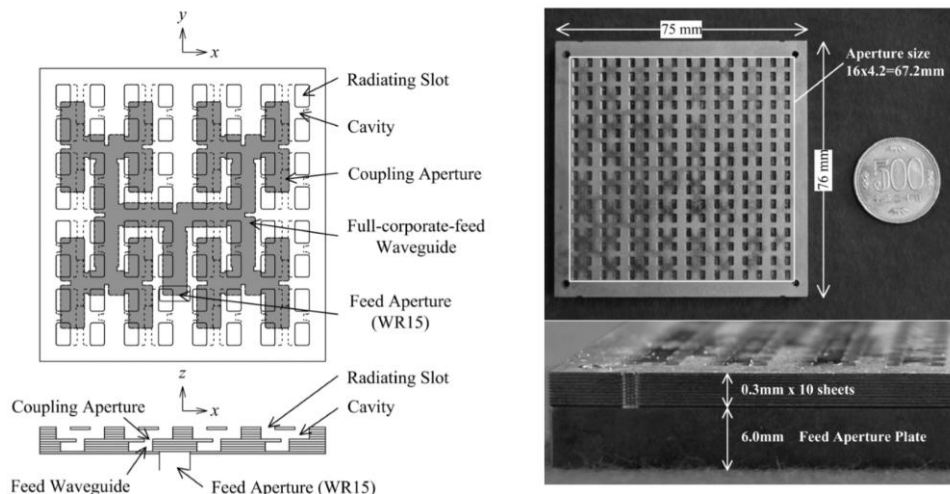 y
x
Radiating Slot
Cavity
Coupling Aperture
Full-corporate-feed
Waveguide
Feed Aperture
(WR15)
z
x
Radiating Slot
Coupling Aperture
Cavity
Feed Waveguide
Feed Aperture (WR15)
75 mm
Aperture size
16x4.2=67.2mm
76 mm
500
0.3mm x 10 sheets
6.0mm Feed Aperture Plate